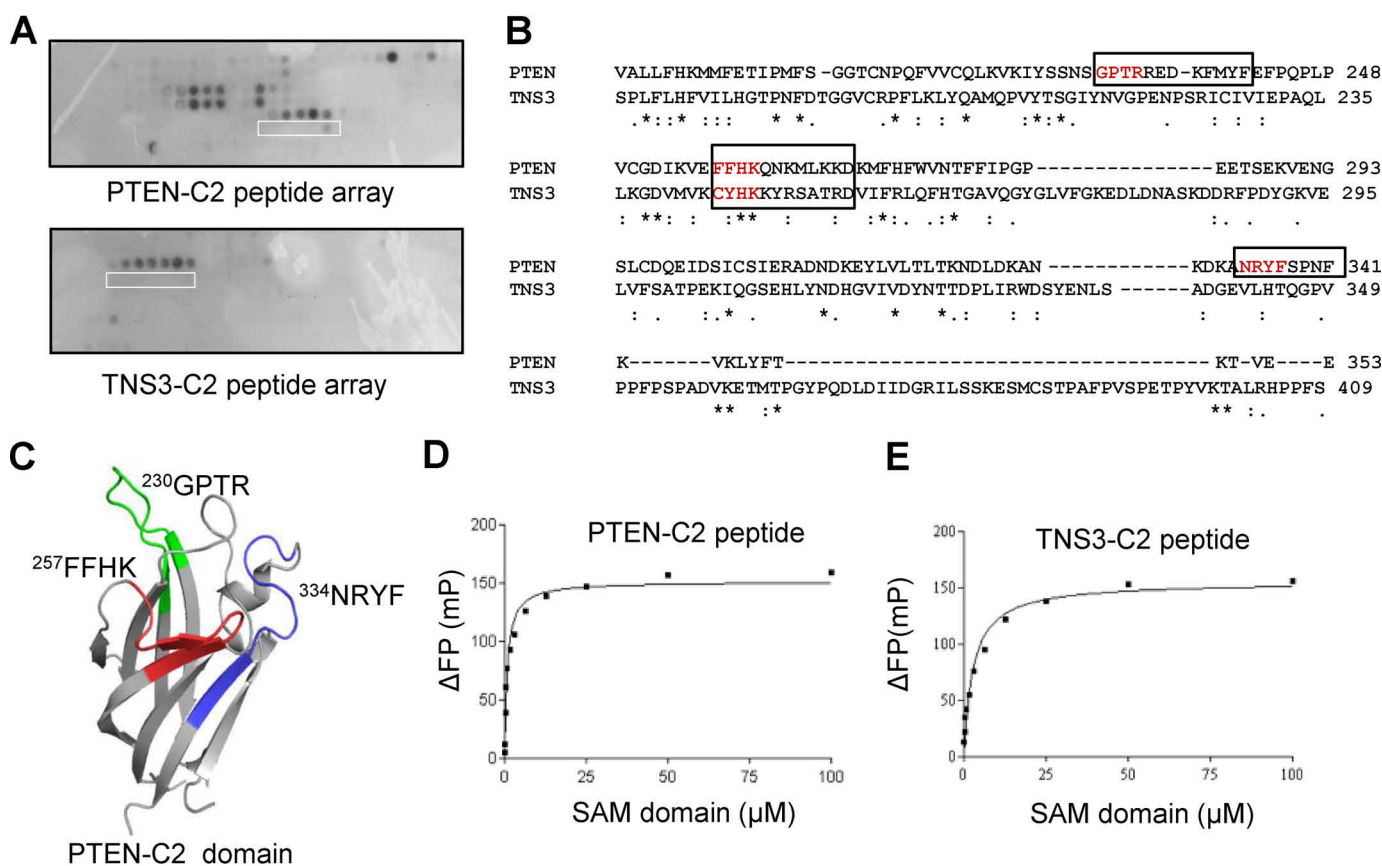 A
PTEN-C2 peptide array
TNS3-C2 peptide array
B
PTEN VALLFHKMMFETIPMFS -GGTCNPQFVVCQLKVKIYSSNSGPTRRED-KFMYFEFPQPLP 248
TNS3 SPLFLHFVILHGTPNFDTGGVCRPFLKLYQAMQPVYTSGIYNVGPENPSRICIVIEPAQL 235
.*::* * *. .* : : :*:* . : : : .
PTEN VCGDIKVEFFHKQNKMLKKDKMFHFWVNTFFIPGP------------EETSEKVENG 293
TNS3 LKGDVMVKCYHKKYRSATRDVIFRLQFHTGAVQGYGLVFGKEDLDNASKDDRFPDYGKVE 295
: ** : :** : : :* : :* : : . . .
PTEN SLCDQEIDSICSIERADNDKEYLVLTLTKNDLDKAN----------KDKANRYFSPNF 341
TNS3 LVFSATPEKIQGSEHLYNDHGVIVDYNTTDPLIRWDSYENLS ------ADGEVLHTQGPV 349
: . :* . * :* * : : . : : .
PTEN K-------VKLYFT------------------------------------KT-VE----E 353
TNS3 PPFPSPADVKETMTPGYPQDLDIIDGRILSSKESMCSTPAFPVSPETPYVKTALRHPPFS 409
** :* ** :. .
C
230GPTR
257FFHK
334NRYF
PTEN-C2 domain
D
PTEN-C2 peptide
ΔFP (mP)
200
150
100
50
0
0 25 50 75 100
SAM domain (µM)
E
TNS3-C2 peptide
ΔFP(mP)
200
150
100
50
0
0 25 50 75 100
SAM domain (µM)